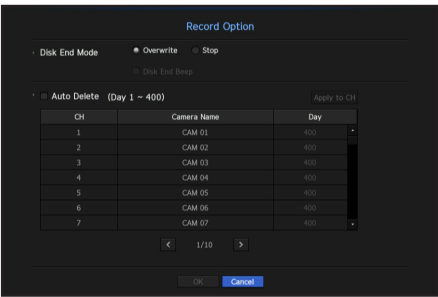 Record Option
Disk End Mode Overwrite Stop
Disk End Beep
Auto Delete (Day 1 ~ 400) Apply to CH
CH Camera Name Day
1 CAM 01 400
2 CAM 02 400
3 CAM 03 400
4 CAM 04 400
5 CAM 05 400
6 CAM 06 400
7 CAM 07 400
< 1/10 >
OK Cancel